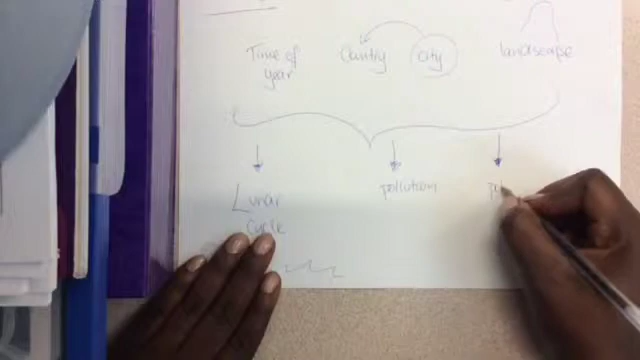 Time of year
Country city
landscape
Lunar cycle
pollution